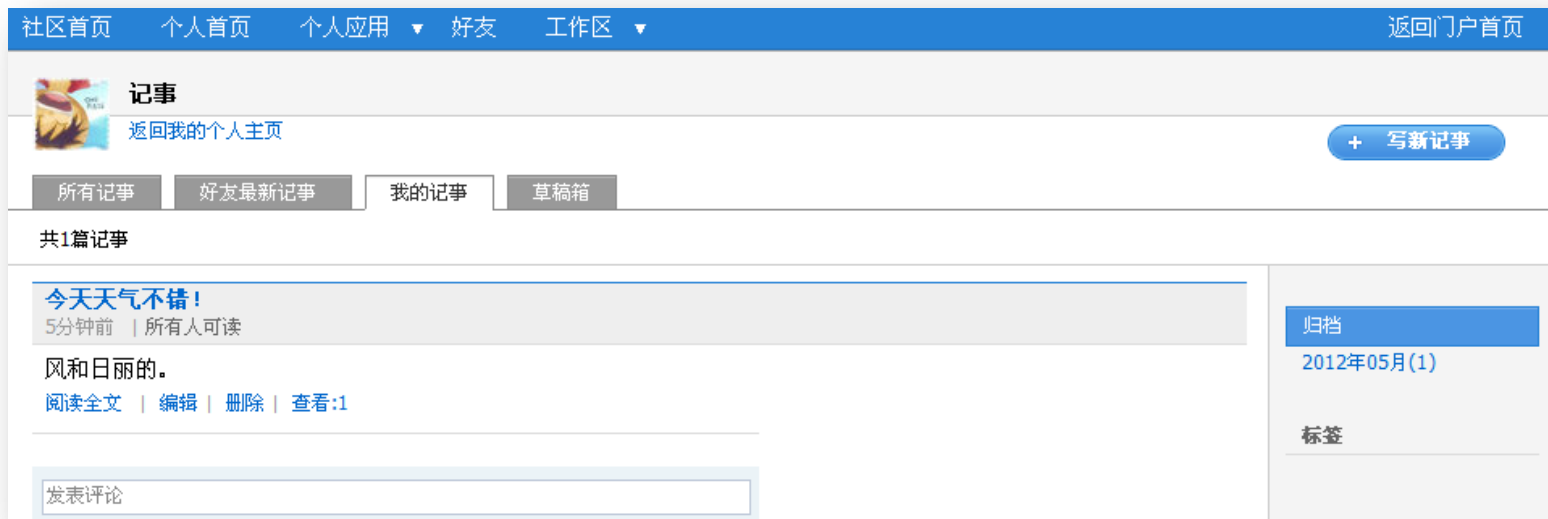 社区首页 个人首页 个人应用 ▼ 好友 工作区 ▼ 返回门户首页
记事
返回我的个人主页
+ 写新记事
所有记事 好友最新记事 我的记事 草稿箱
共1篇记事
今天天气不错!
5分钟前 | 所有人可读
风和日丽的。
阅读全文 | 编辑 | 删除 | 查看:1
发表评论
归档
2012年05月(1)
标签